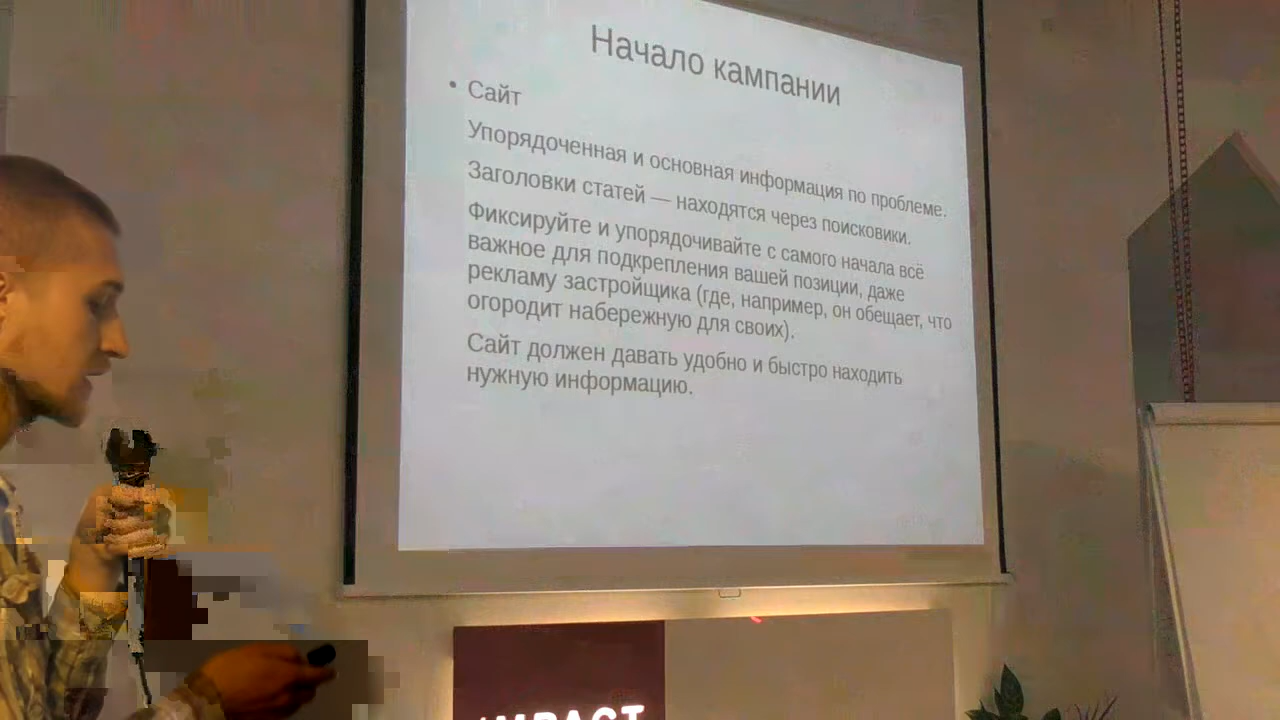 Начало кампании
• Сайт
Упорядоченная и основная информация по проблеме.
Заголовки статей — находятся через поисковики.
Фиксируйте и упорядочивайте с самого начала всё
важное для подкрепления вашей позиции, даже
рекламу застройщика (где, например, он обещает, что
огородит набережную для своих).
Сайт должен давать удобно и быстро находить
нужную информацию.
IMPACT